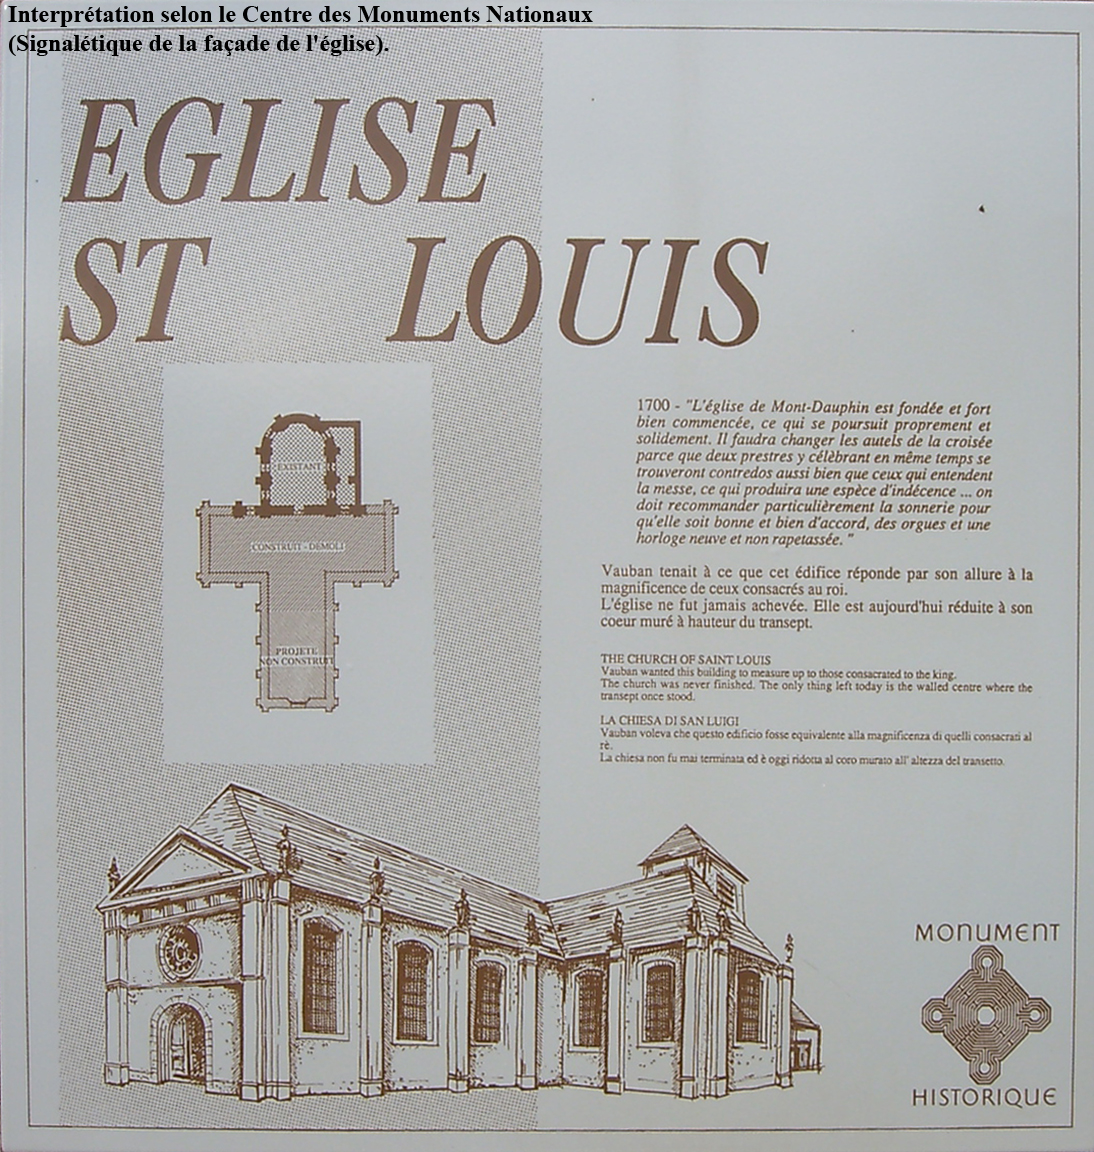 Interprétation selon le Centre des Monuments Nationaux
(Signalétique de la façade de l'église).
EGLISE
ST LOUIS
EXISTANT
CONSTRUIT - DEMOLI
PROJETE
NON CONSTRUIT
1700 - "L'église de Mont-Dauphin est fondée et fort
bien commencée, ce qui se poursuit proprement et
solidement. Il faudra changer les autels de la croisée
parce que deux prestres y célèbrant en même temps se
trouveront contredos aussi bien que ceux qui entendent
la messe, ce qui produira une espèce d'indécence ... on
doit recommander particulièrement la sonnerie pour
qu'elle soit bonne et bien d'accord, des orgues et une
horloge neuve et non rapetassée. "
Vauban tenait à ce que cet édifice réponde par son allure à la
magnificence de ceux consacrés au roi.
L'église ne fut jamais achevée. Elle est aujourd'hui réduite à son
coeur muré à hauteur du transept.
THE CHURCH OF SAINT LOUIS
Vauban wanted this building to measure up to those consacrated to the king.
The church was never finished. The only thing left today is the walled centre where the
transept once stood.
LA CHIESA DI SAN LUIGI
Vauban voleva che questo edificio fosse equivalente alla magnificenza di quelli consacrati al
rè.
La chiesa non fu mai terminata ed è oggi ridotta al coro murato all' altezza del transetto.
MONUMENT
HISTORIQUE